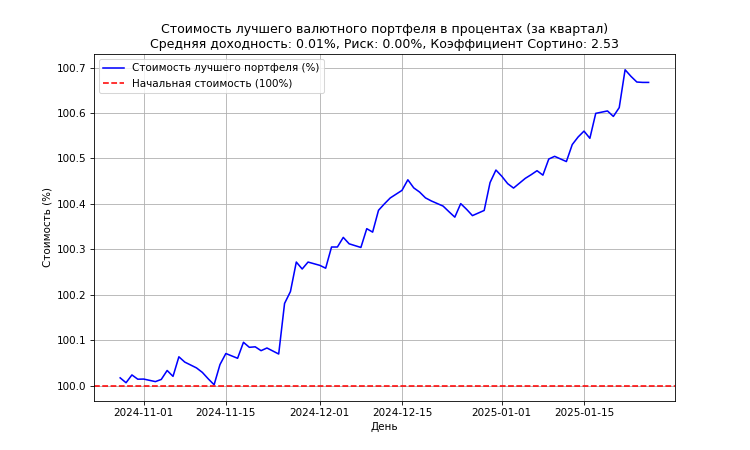 Стоимость лучшего валютного портфеля в процентах (за квартал)
Средняя доходность: 0.01%, Риск: 0.00%, Коэффициент Сортино: 2.53
Стоимость лучшего портфеля (%)
Начальная стоимость (100%)
Стоимость (%)
100.7
100.6
100.5
100.4
100.3
100.2
100.1
100.0
2024-11-01
2024-11-15
2024-12-01
2024-12-15
2025-01-01
2025-01-15
День